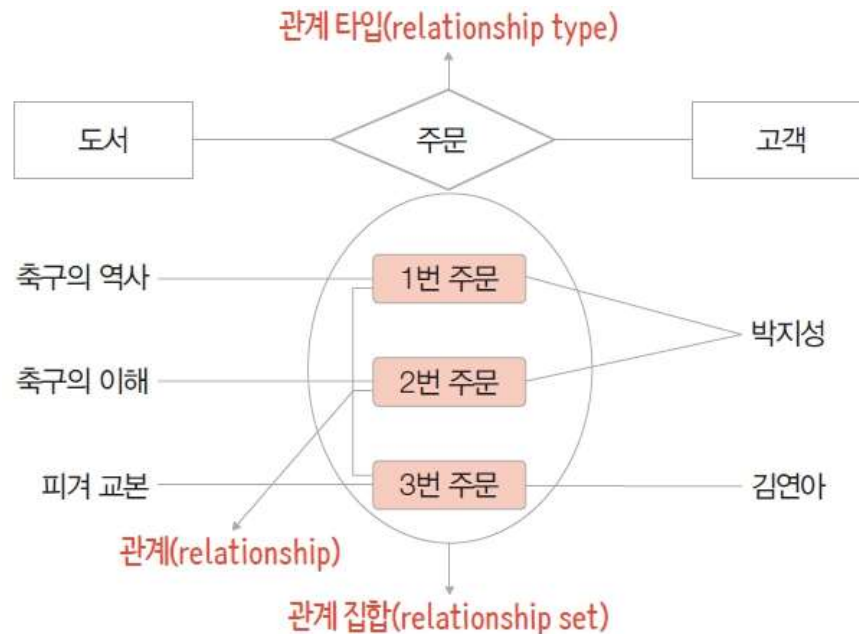 관계 타입(relationship type)
도서 주문 고객
축구의 역사 1번 주문
박지성
축구의 이해 2번 주문
피겨 교본 3번 주문 김연아
관계(relationship)
관계 집합(relationship set)